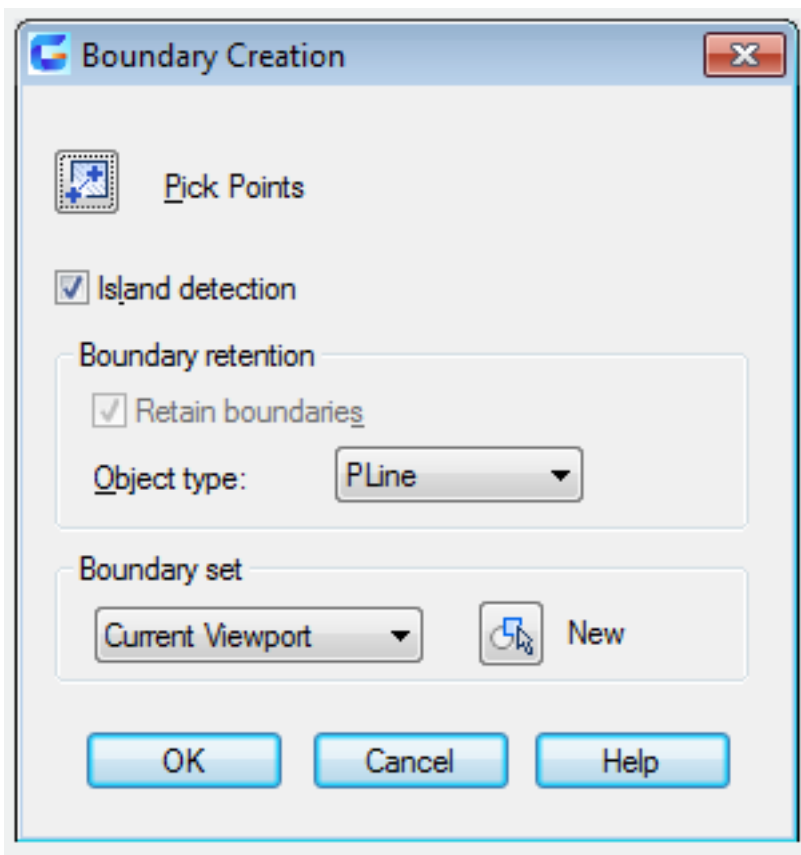 Boundary Creation
Pick Points
Island detection
Boundary retention
Retain boundaries
Object type: PLine
Boundary set
Current Viewport New
OK Cancel Help